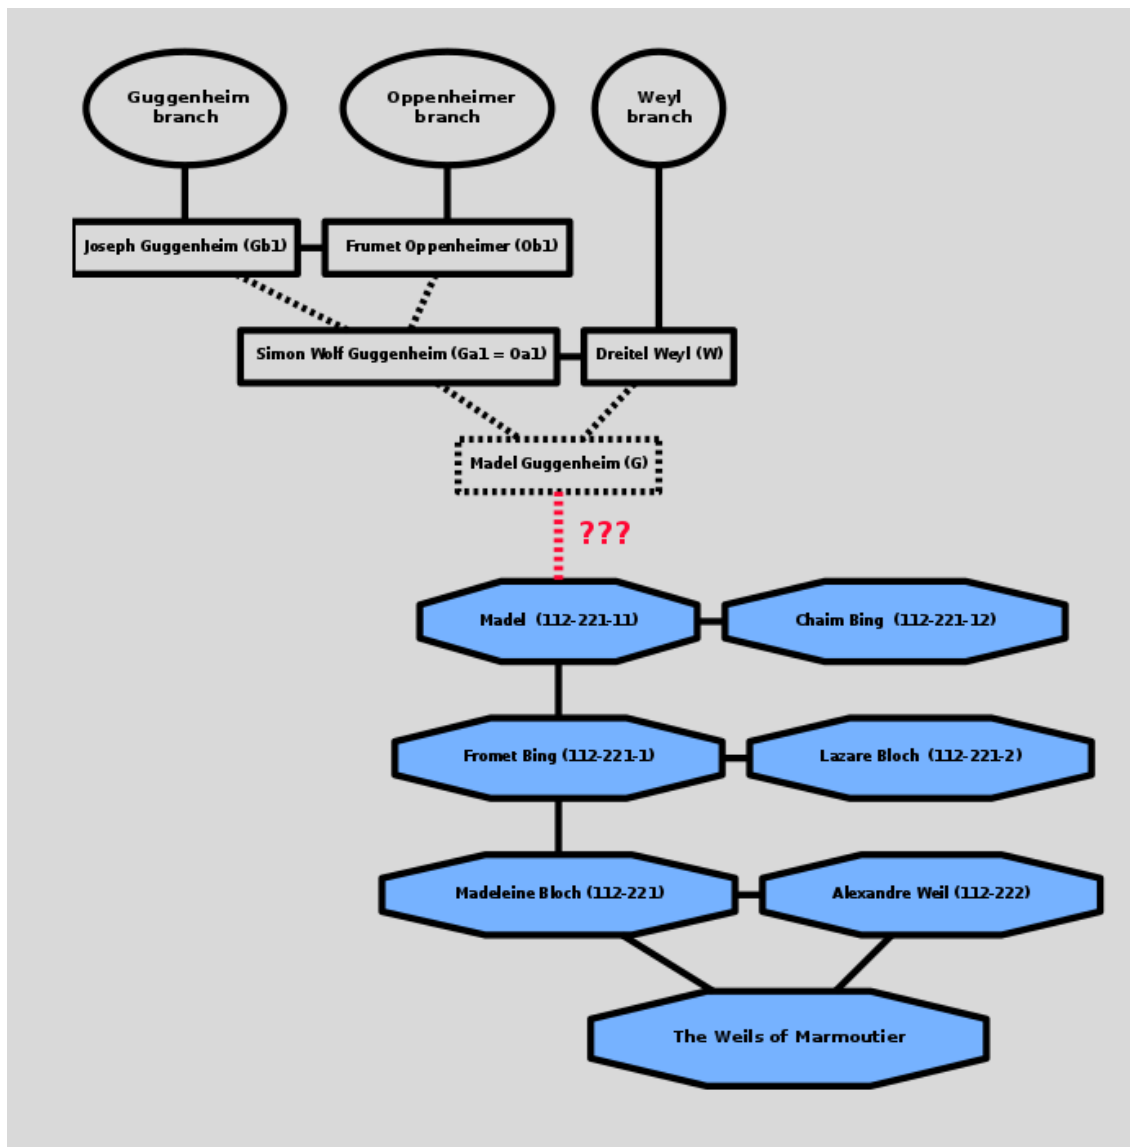 Guggenheim
branch
Oppenheimer
branch
Weyl
branch
Joseph Guggenheim (Gb1)
Frumet Oppenheimer (Ob1)
Simon Wolf Guggenheim (Ga1 = Oa1)
Dreitel Weyl (W)
Madel Guggenheim (G)
???
Madel (112-221-11)
Chaim Bing (112-221-12)
Fromet Bing (112-221-1)
Lazare Bloch (112-221-2)
Madeleine Bloch (112-221)
Alexandre Weil (112-222)
The Weils of Marmoutier